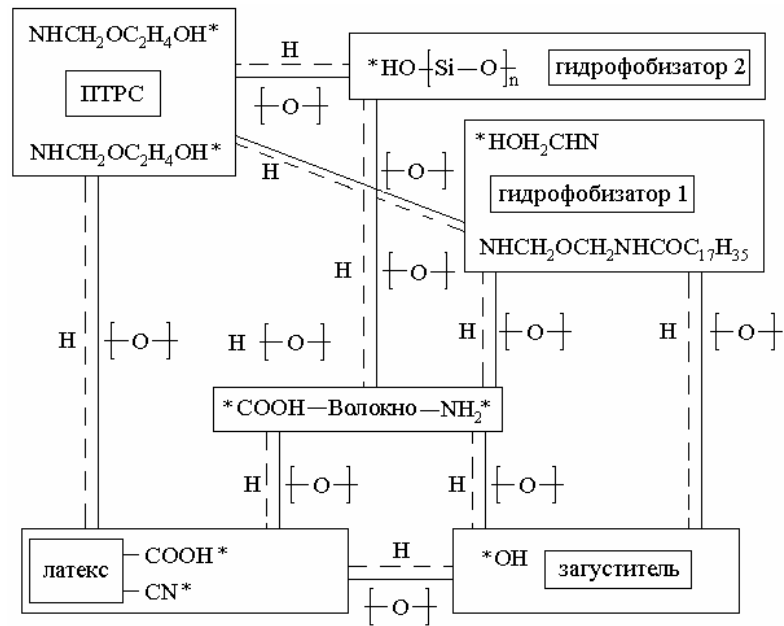 NHCH₂OC₂H₄OH*
ПТРС
NHCH₂OC₂H₄OH*
H
[-O-]
*HO-[Si-O]ₙ
гидрофобизатор 2
*HOH₂CHN
гидрофобизатор 1
NHCH₂OCH₂NHCOC₁₇H₃₅
H
[-O-]
H
[-O-]
H
[-O-]
H
[-O-]
H
[-O-]
H
[-O-]
*COOH-Волокно-NH₂*
H
[-O-]
H
[-O-]
латекс
COOH*
CN*
H
[-O-]
*OH
загуститель